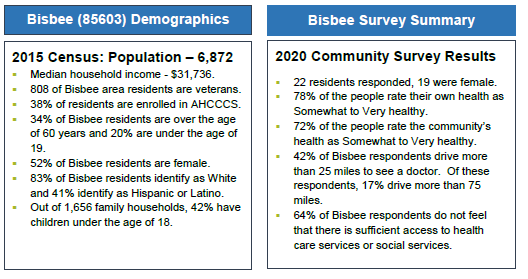 Bisbee (85603) Demographics
2015 Census: Population – 6,872
▪ Median household income - $31,736.
▪ 808 of Bisbee area residents are veterans.
▪ 38% of residents are enrolled in AHCCCS.
▪ 34% of Bisbee residents are over the age
of 60 years and 20% are under the age of
19.
▪ 52% of Bisbee residents are female.
▪ 83% of Bisbee residents identify as White
and 41% identify as Hispanic or Latino.
▪ Out of 1,656 family households, 42% have
children under the age of 18.
Bisbee Survey Summary
2020 Community Survey Results
▪ 22 residents responded, 19 were female.
▪ 78% of the people rate their own health as
Somewhat to Very healthy.
▪ 72% of the people rate the community’s
health as Somewhat to Very healthy.
▪ 42% of Bisbee respondents drive more
than 25 miles to see a doctor.  Of these
respondents, 17% drive more than 75
miles.
▪ 64% of Bisbee respondents do not feel
that there is sufficient access to health
care services or social services.